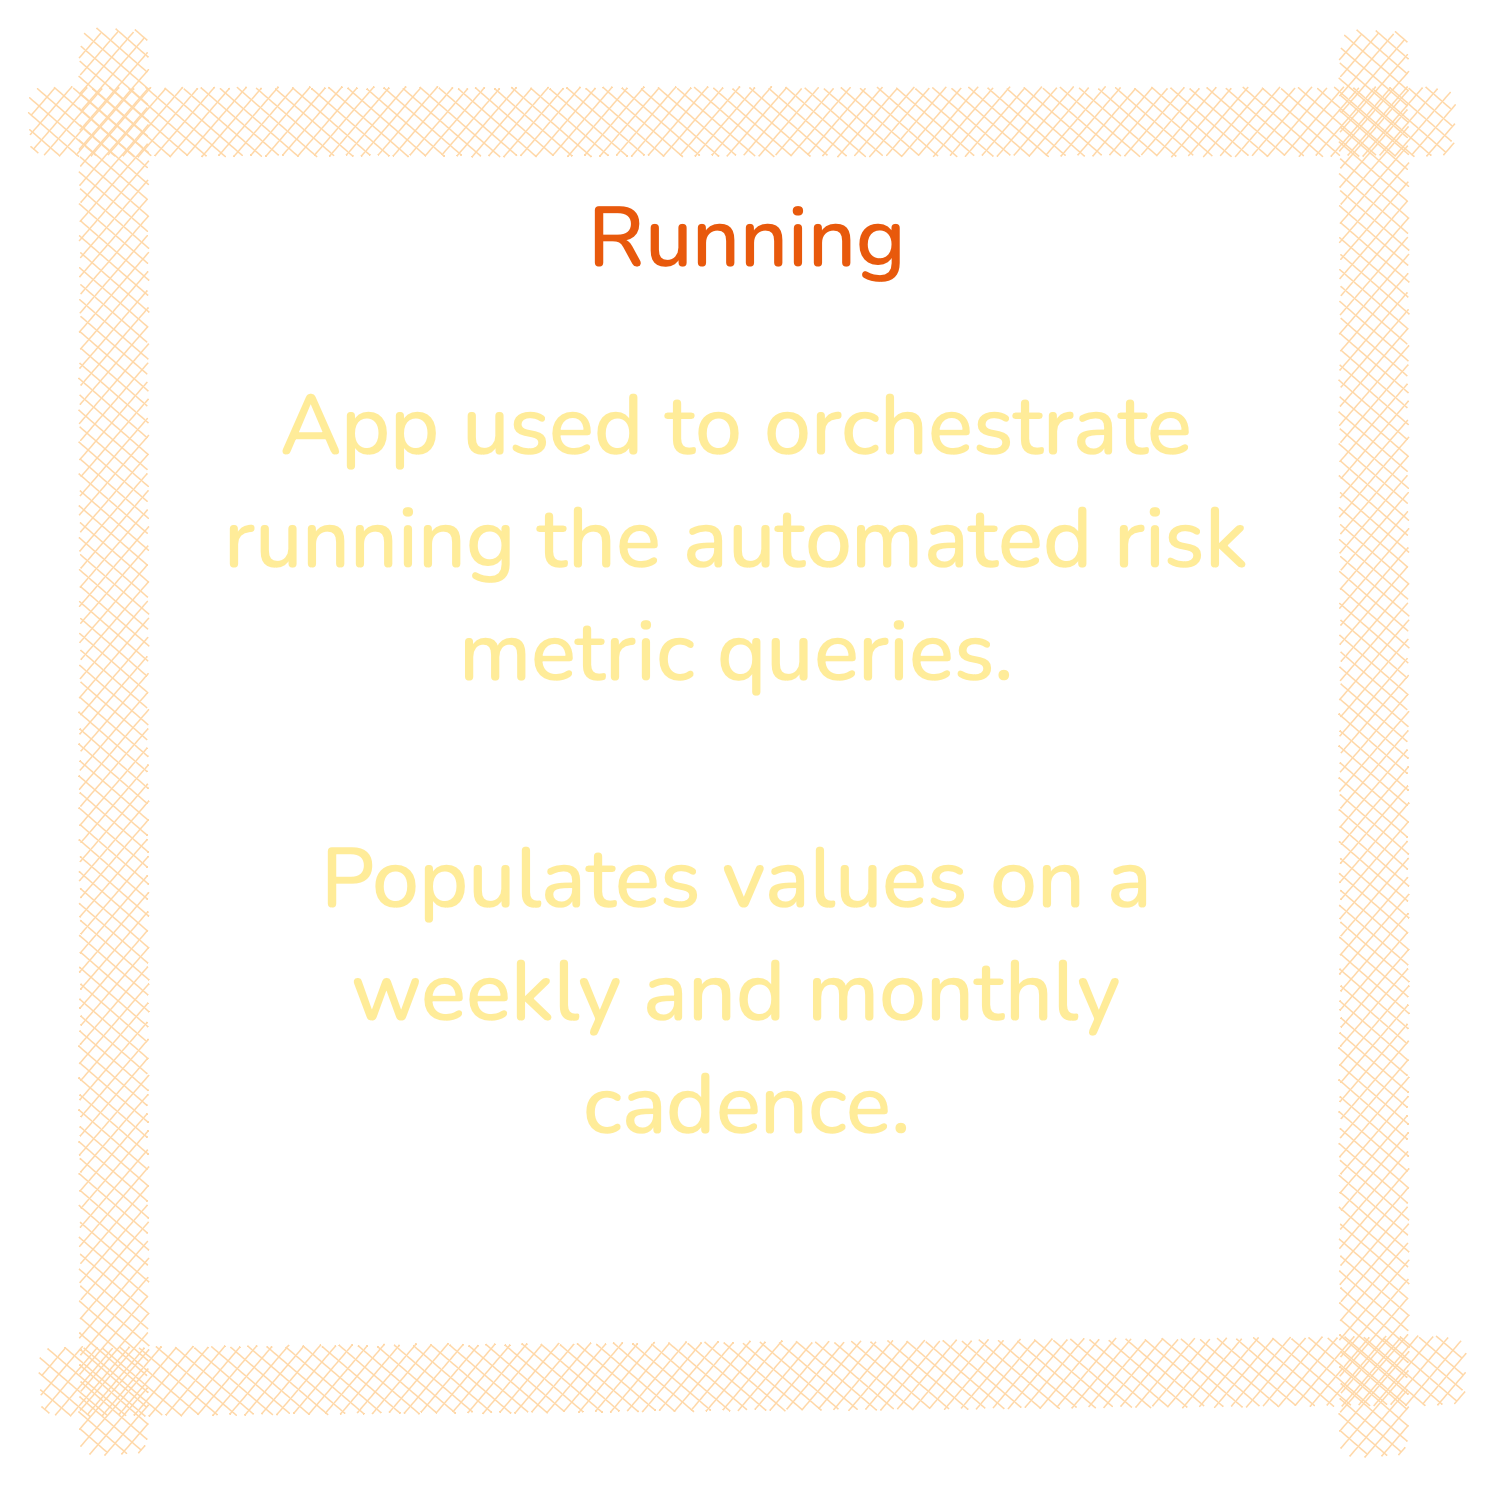 Running
App used to orchestrate
running the automated risk
metric queries.
Populates values on a
weekly and monthly
cadence.